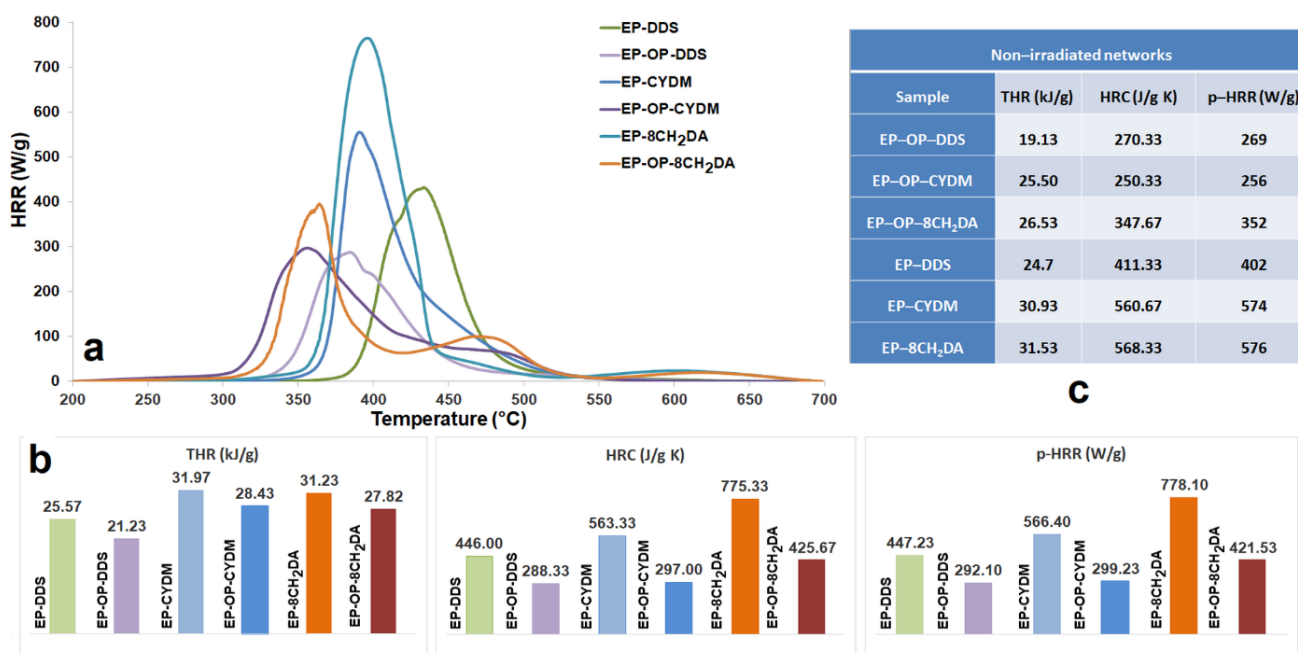 800
700
600
500
400
300
200
100
0
HRR (W/g)
200
250
300
350
400
450
500
550
600
650
700
Temperature (°C)
EP-DDS
EP-OP-DDS
EP-CYDM
EP-OP-CYDM
EP-8CH₂DA
EP-OP-8CH₂DA
a
Non–irradiated networks
Sample THR (kJ/g) HRC (J/g K) p–HRR (W/g)
EP–OP–DDS 19.13 270.33 269
EP–OP–CYDM 25.50 250.33 256
EP–OP–8CH₂DA 26.53 347.67 352
EP–DDS 24.7 411.33 402
EP–CYDM 30.93 560.67 574
EP–8CH₂DA 31.53 568.33 576
c
b
THR (kJ/g)
25.57
21.23
31.97
28.43
31.23
27.82
EP-DDS
EP-OP-DDS
EP-CYDM
EP-OP-CYDM
EP-8CH₂DA
EP-OP-8CH₂DA
HRC (J/g K)
446.00
288.33
563.33
297.00
775.33
425.67
EP-DDS
EP-OP-DDS
EP-CYDM
EP-OP-CYDM
EP-8CH₂DA
EP-OP-8CH₂DA
p-HRR (W/g)
447.23
292.10
566.40
299.23
778.10
421.53
EP-DDS
EP-OP-DDS
EP-CYDM
EP-OP-CYDM
EP-8CH₂DA
EP-OP-8CH₂DA